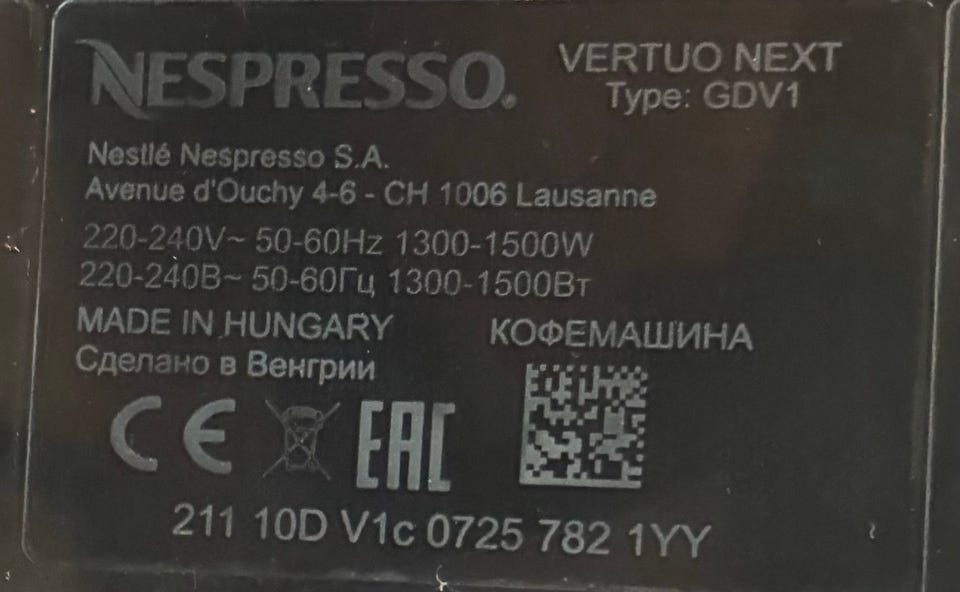 NESPRESSO.
VERTUO NEXT
Type: GDV1
Nestlé Nespresso S.A.
Avenue d'Ouchy 4-6 - CH 1006 Lausanne
220-240V~ 50-60Hz 1300-1500W
220-240В~ 50-60Гц 1300-1500Вт
MADE IN HUNGARY
Сделано в Венгрии
КОФЕМАШИНА
CE
EAC
211 10D V1c 0725 782 1YY